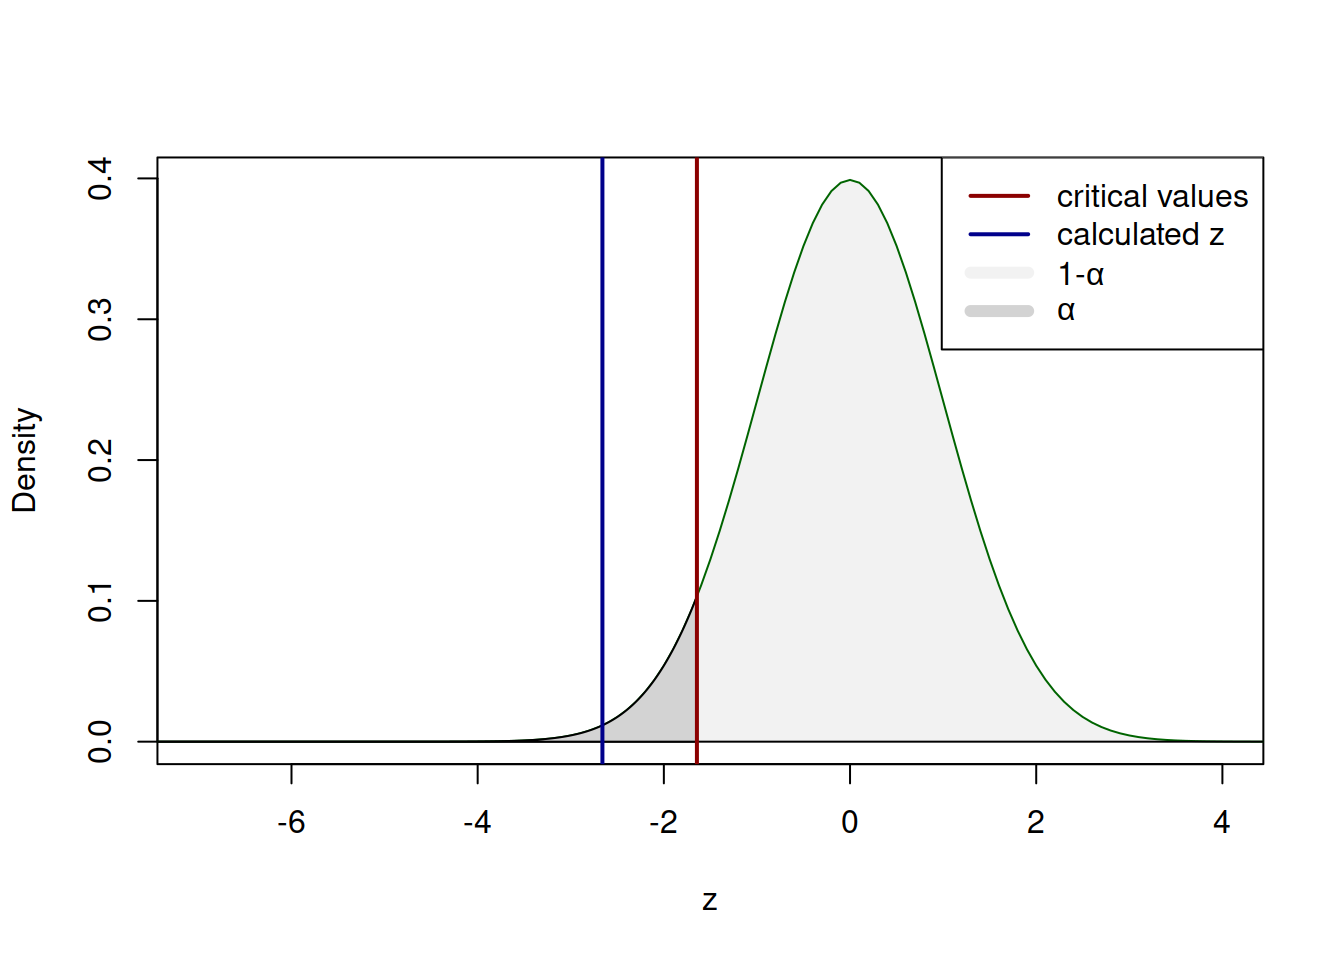 critical values
calculated z
1-α
α
0.4
0.3
0.2
0.1
0.0
Density
-6 -4 -2 0 2 4
z